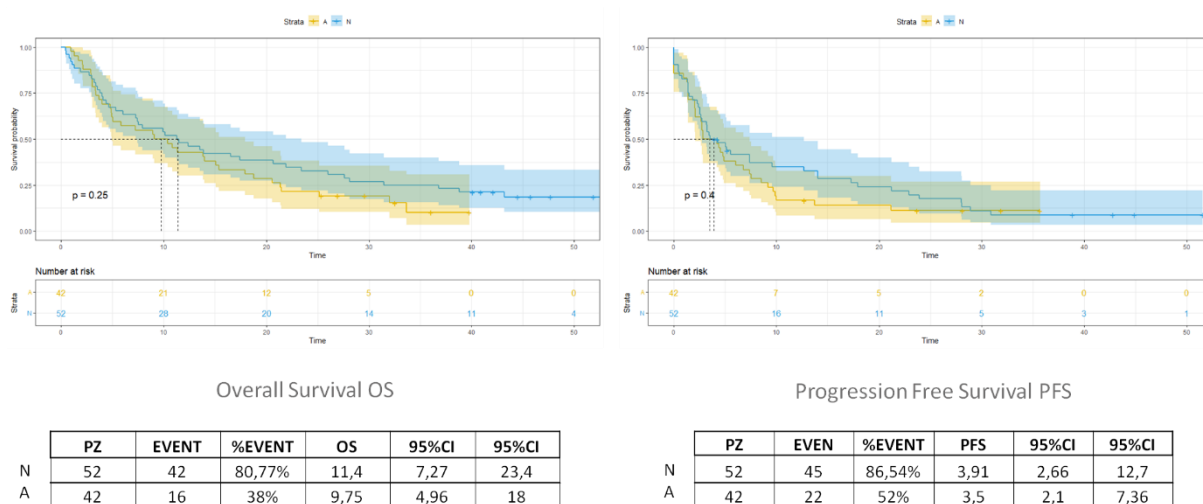 Strata A N
Survival probability
1.00
0.75
0.50
0.25
0.00
p = 0.25
0 10 20 30 40 50
Time
Number at risk
Strata
A 42 21 12 5 0 0
N 52 28 20 14 11 4
0 10 20 30 40 50
Time
Strata A N
Survival probability
1.00
0.75
0.50
0.25
0.00
p = 0.4
0 10 20 30 40 50
Time
Number at risk
Strata
A 42 7 5 2 0 0
N 52 16 11 5 3 1
0 10 20 30 40 50
Time
Overall Survival OS
PZ EVENT %EVENT OS 95%CI 95%CI
N 52 42 80,77% 11,4 7,27 23,4
A 42 16 38% 9,75 4,96 18
Progression Free Survival PFS
PZ EVEN %EVENT PFS 95%CI 95%CI
N 52 45 86,54% 3,91 2,66 12,7
A 42 22 52% 3,5 2,1 7,36